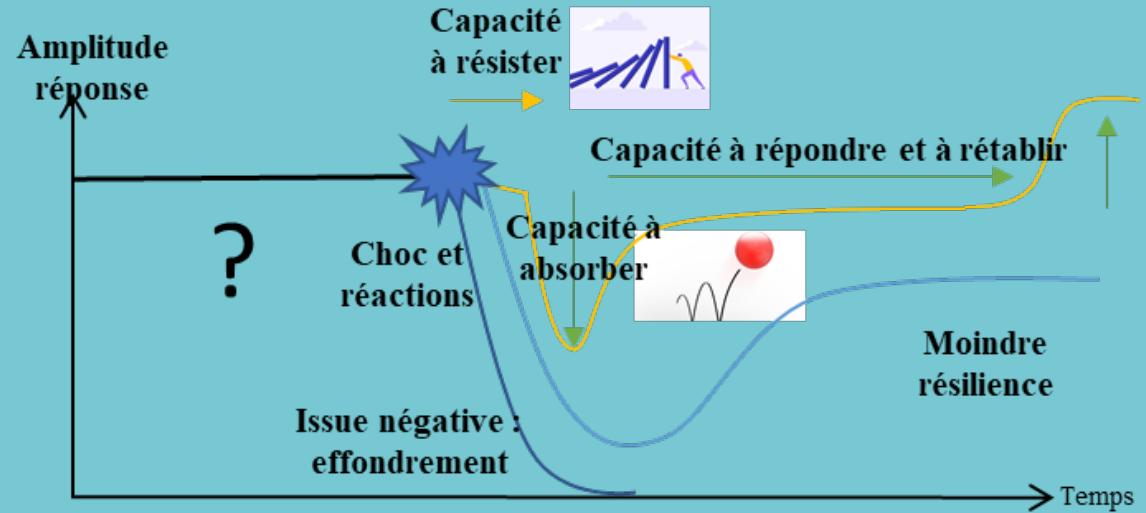 Capacité
à résister
Amplitude
réponse
Capacité à répondre et à rétablir
?
Choc et
réactions
Capacité à
absorber
Moindre
résilience
Issue négative :
effondrement
Temps